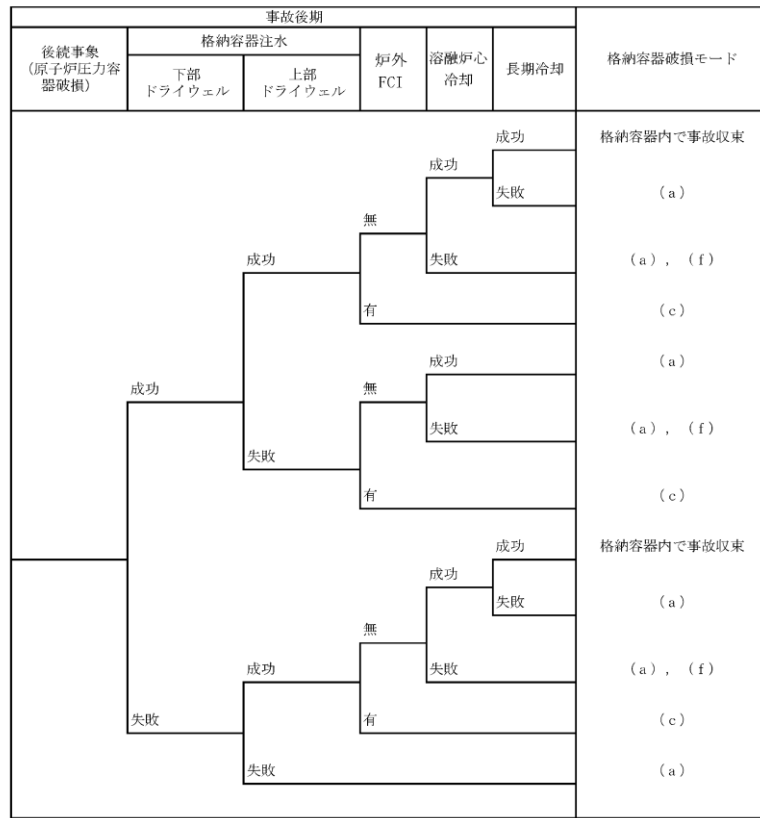 事故後期
後続事象
(原子炉圧力容
器破損)
格納容器注水
下部
ドライウェル
上部
ドライウェル
炉外
FCI
溶融炉心
冷却
長期冷却
格納容器破損モード
成功
格納容器内で事故収束
成功
失敗
(a)
無
成功
失敗
(a), (f)
有
(c)
成功
(a)
成功
無
失敗
(a), (f)
失敗
有
(c)
成功
格納容器内で事故収束
成功
失敗
(a)
無
成功
失敗
(a), (f)
失敗
有
(c)
失敗
(a)